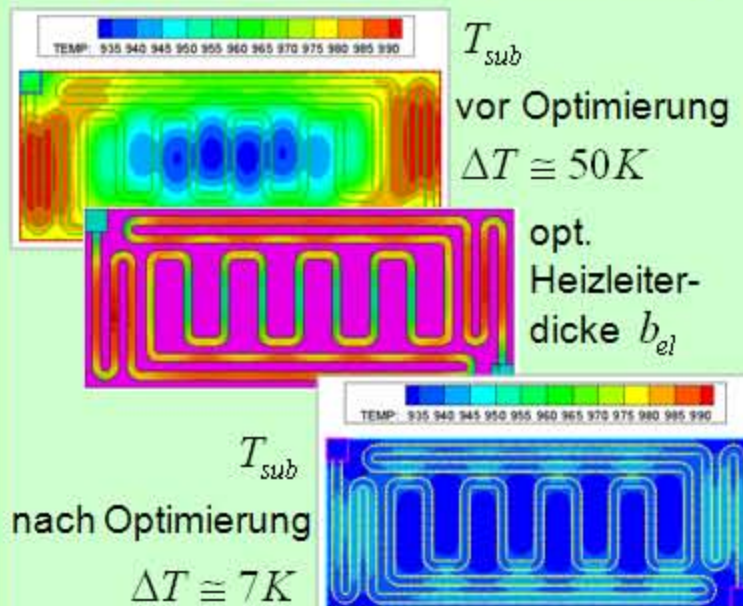 TEMP: 935 940 945 950 955 960 965 970 975 980 985 990
T_sub
vor Optimierung
ΔT ≅ 50K
opt.
Heizleiter-
dicke b_el
TEMP: 935 940 945 950 955 960 965 970 975 980 985 990
T_sub
nach Optimierung
ΔT ≅ 7K